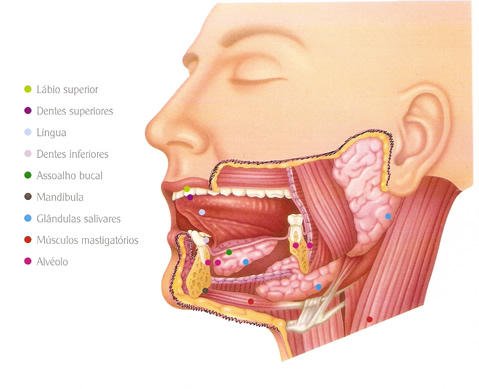 Lábio superior
Dentes superiores
Língua
Dentes inferiores
Assoalho bucal
Mandíbula
Glândulas salivares
Músculos mastigatórios
Alvéolo